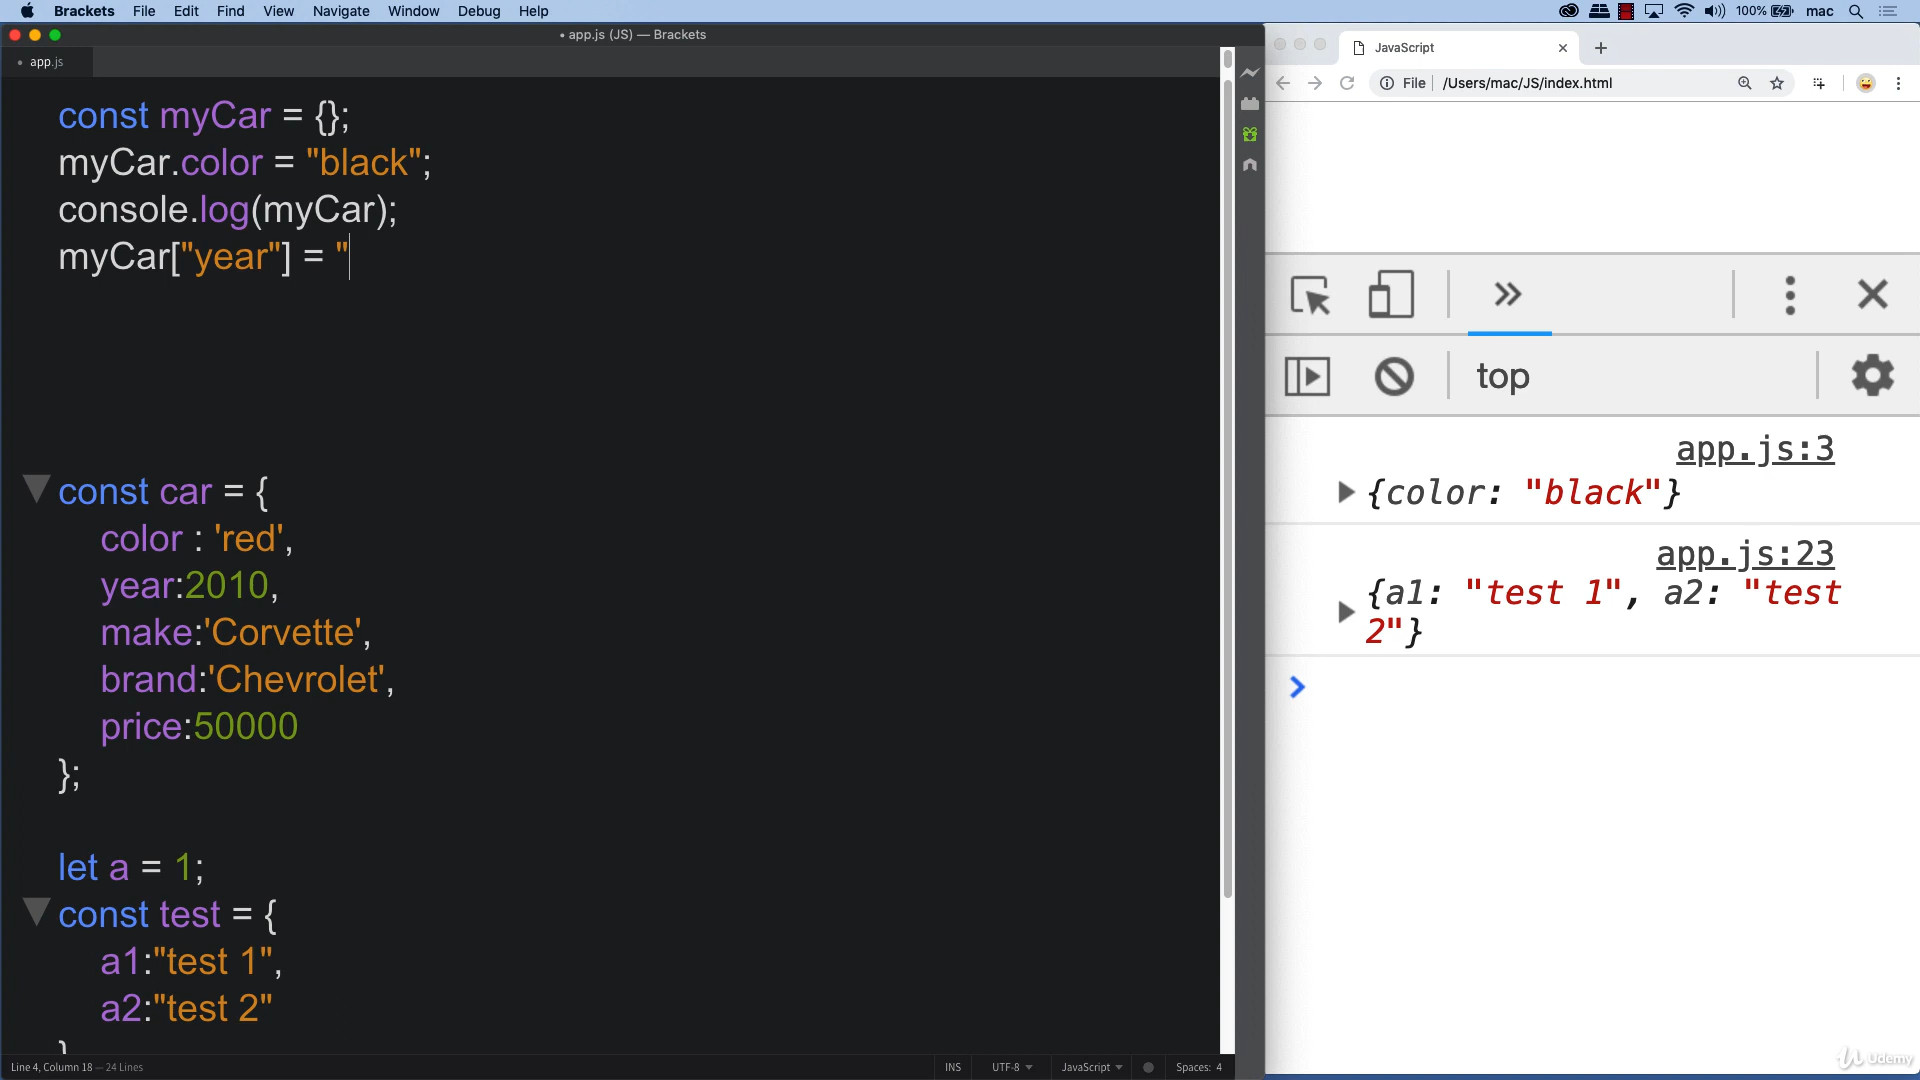 Brackets File Edit Find View Navigate Window Debug Help
100% mac
• app.js (JS) — Brackets
• app.js
const myCar = {};
myCar.color = "black";
console.log(myCar);
myCar["year"] = "
const car = {
color : 'red',
year:2010,
make:'Corvette',
brand:'Chevrolet',
price:50000
};
let a = 1;
const test = {
a1:"test 1",
a2:"test 2"
}
Line 4, Column 18 — 24 Lines
INS UTF-8 JavaScript Spaces: 4
JavaScript
File /Users/mac/JS/index.html
top
app.js:3
{color: "black"}
app.js:23
{a1: "test 1", a2: "test
2"}
Udemy